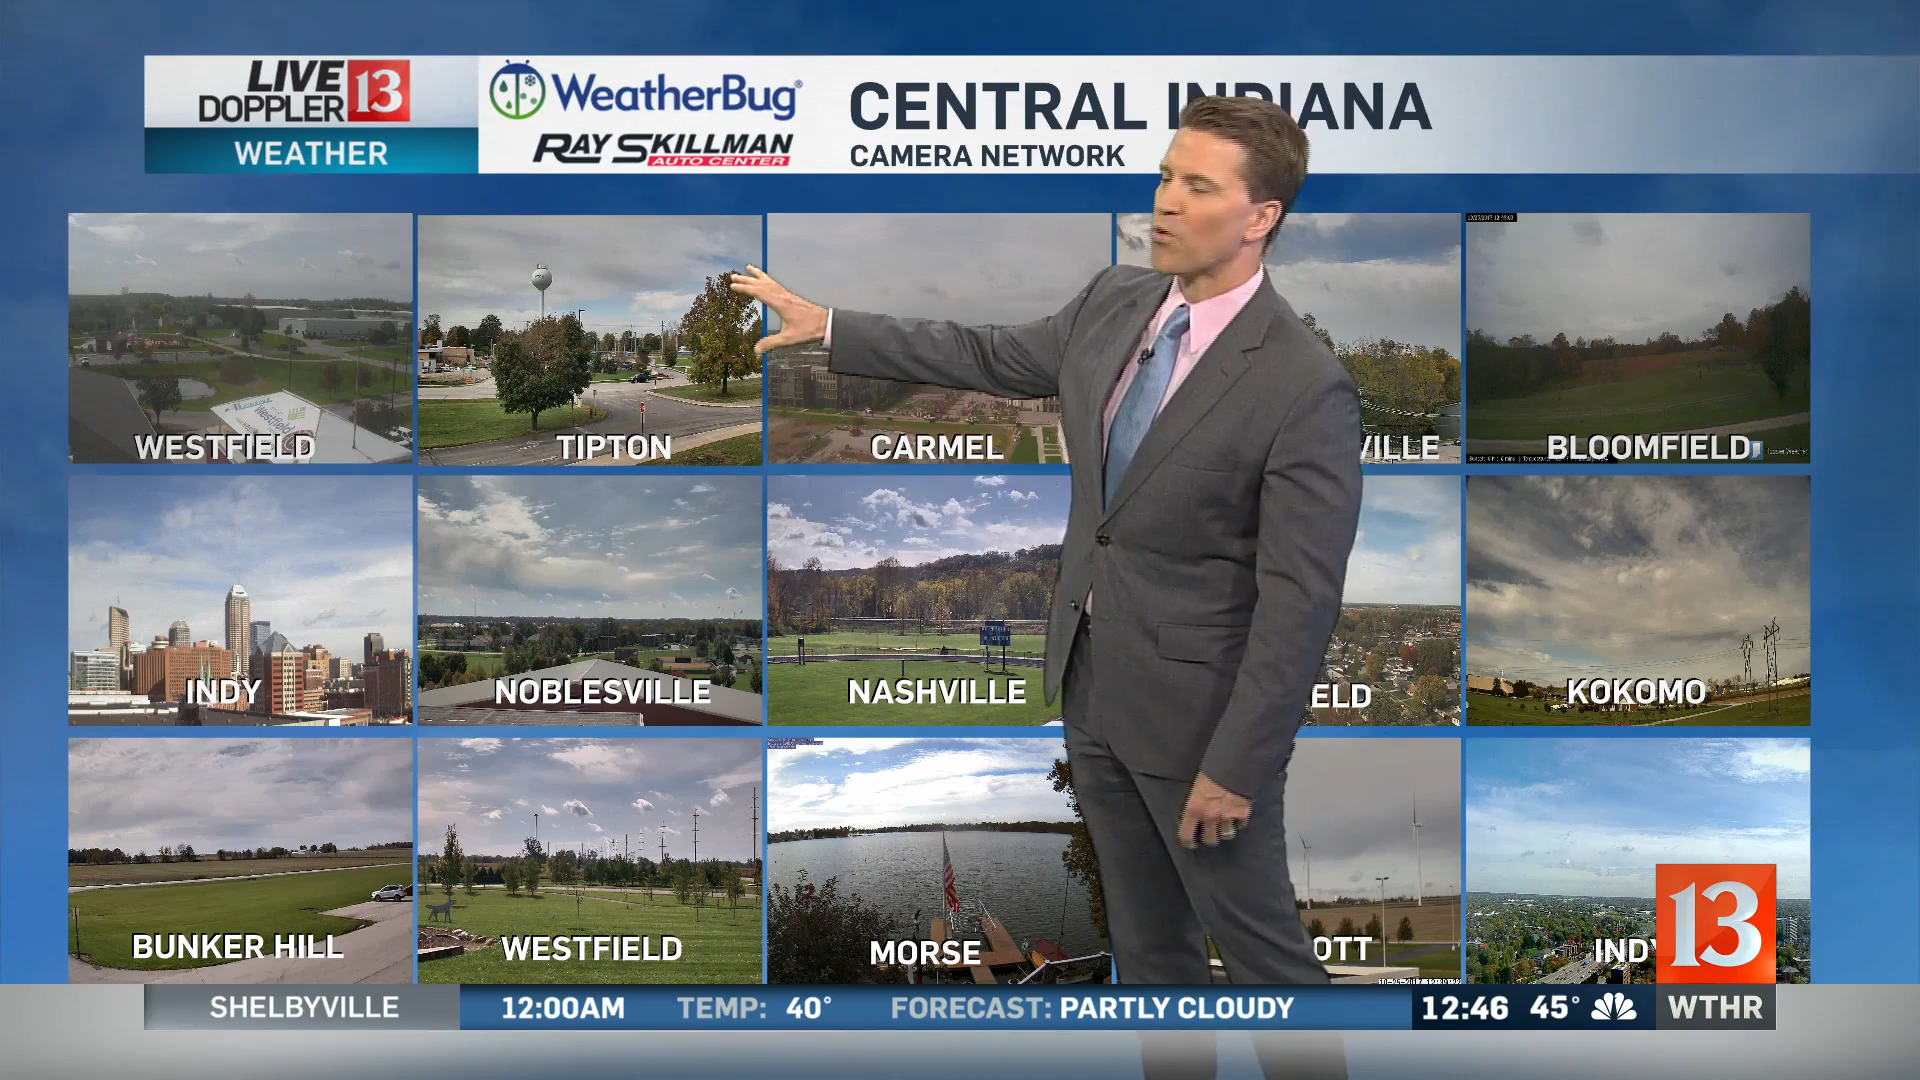 LIVE
DOPPLER 13
WEATHER
WeatherBug®
RAY SKILLMAN
AUTO CENTER
CENTRAL INDIANA
CAMERA NETWORK
WESTFIELD
TIPTON
CARMEL
VILLE
BLOOMFIELD
INDY
NOBLESVILLE
NASHVILLE
ELD
KOKOMO
BUNKER HILL
WESTFIELD
MORSE
OTT
INDY
13
SHELBYVILLE
12:00AM TEMP: 40° FORECAST: PARTLY CLOUDY
12:46 45°
WTHR